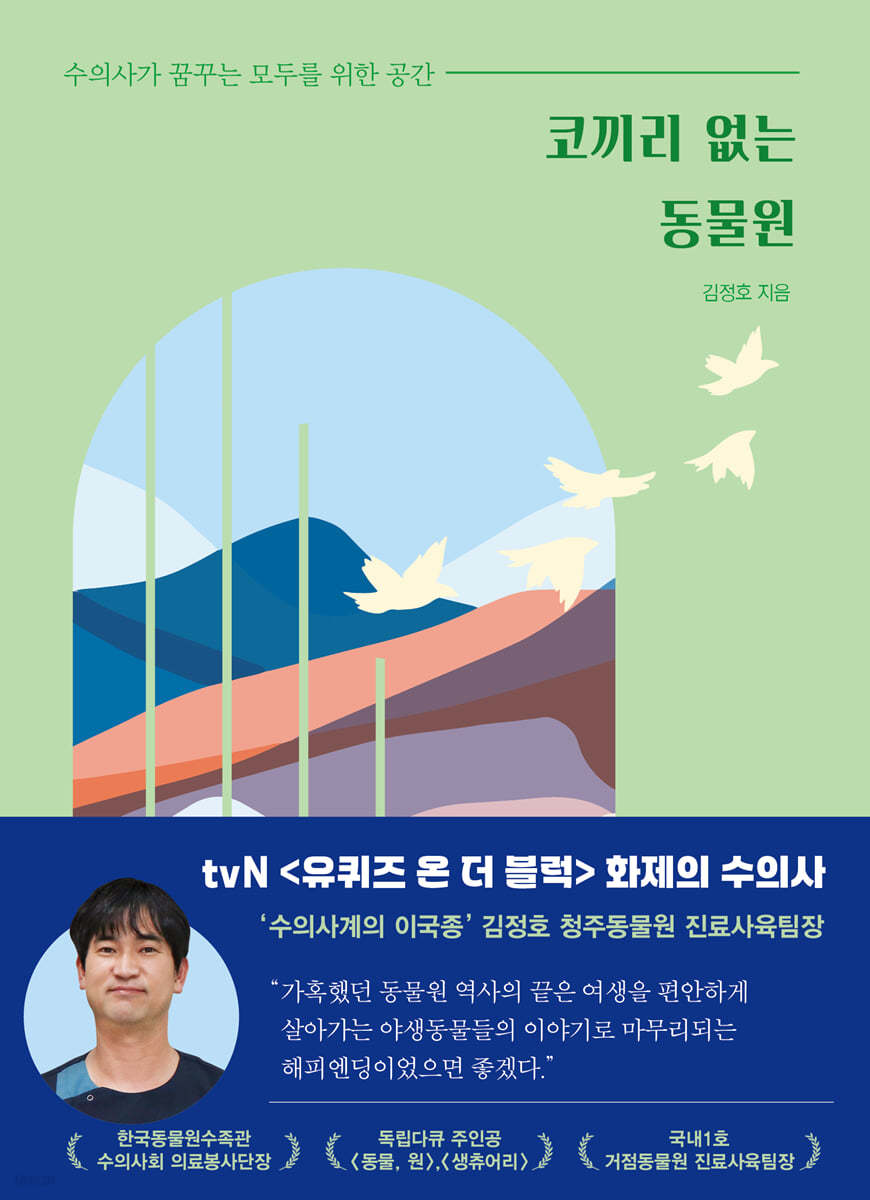 수의사가 꿈꾸는 모두를 위한 공간
코끼리 없는
동물원
김정호 지음
tvN <유퀴즈 온 더 블럭> 화제의 수의사
‘수의사계의 이국종’ 김정호 청주동물원 진료사육팀장
“가혹했던 동물원 역사의 끝은 여생을 편안하게
살아가는 야생동물들의 이야기로 마무리되는
해피엔딩이었으면 좋겠다.”
한국동물원수족관
수의사회 의료봉사단장
독립다큐 주인공
<동물, 원>,<생츄어리>
국내1호
거점동물원 진료사육팀장